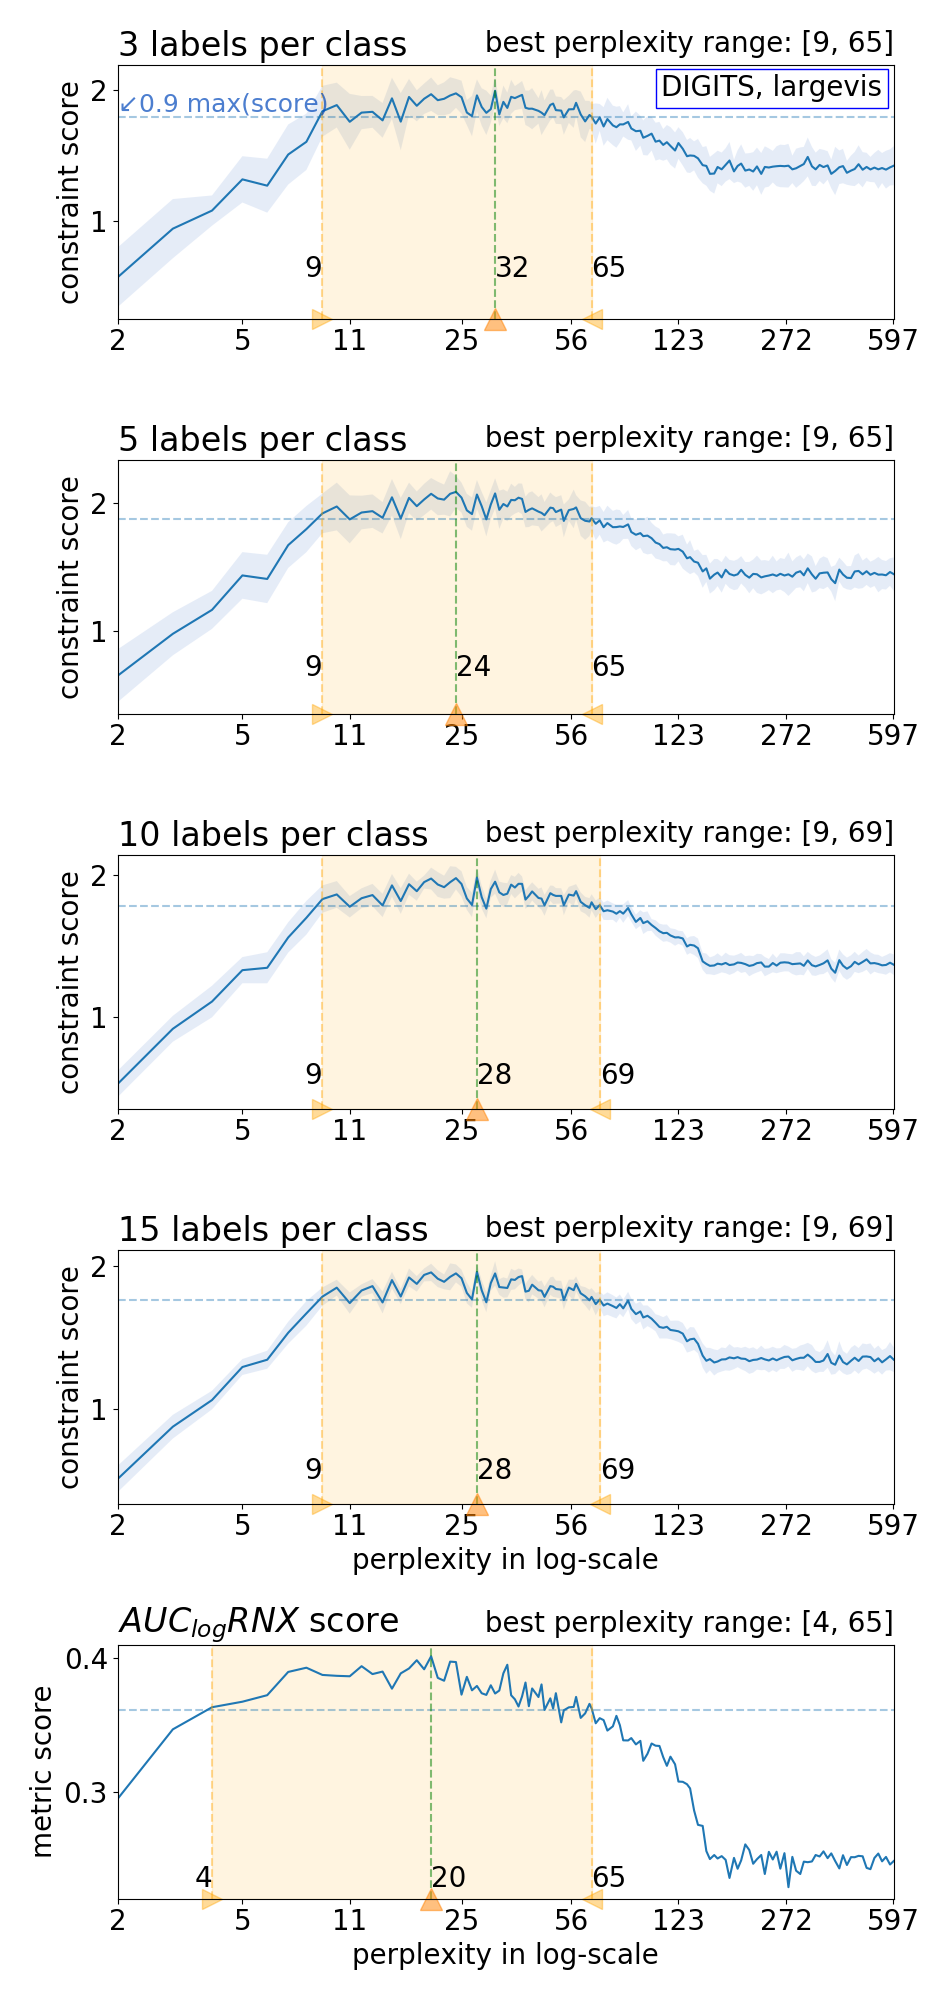 3 labels per class best perplexity range: [9, 65]
DIGITS, largevis
↙0.9 max(score)
constraint score
2
1
9 32 65
2 5 11 25 56 123 272 597
5 labels per class best perplexity range: [9, 65]
constraint score
2
1
9 24 65
2 5 11 25 56 123 272 597
10 labels per class best perplexity range: [9, 69]
constraint score
2
1
9 28 69
2 5 11 25 56 123 272 597
15 labels per class best perplexity range: [9, 69]
constraint score
2
1
9 28 69
2 5 11 25 56 123 272 597
perplexity in log-scale
AUC_{log}RNX score best perplexity range: [4, 65]
metric score
0.4
0.3
4 20 65
2 5 11 25 56 123 272 597
perplexity in log-scale